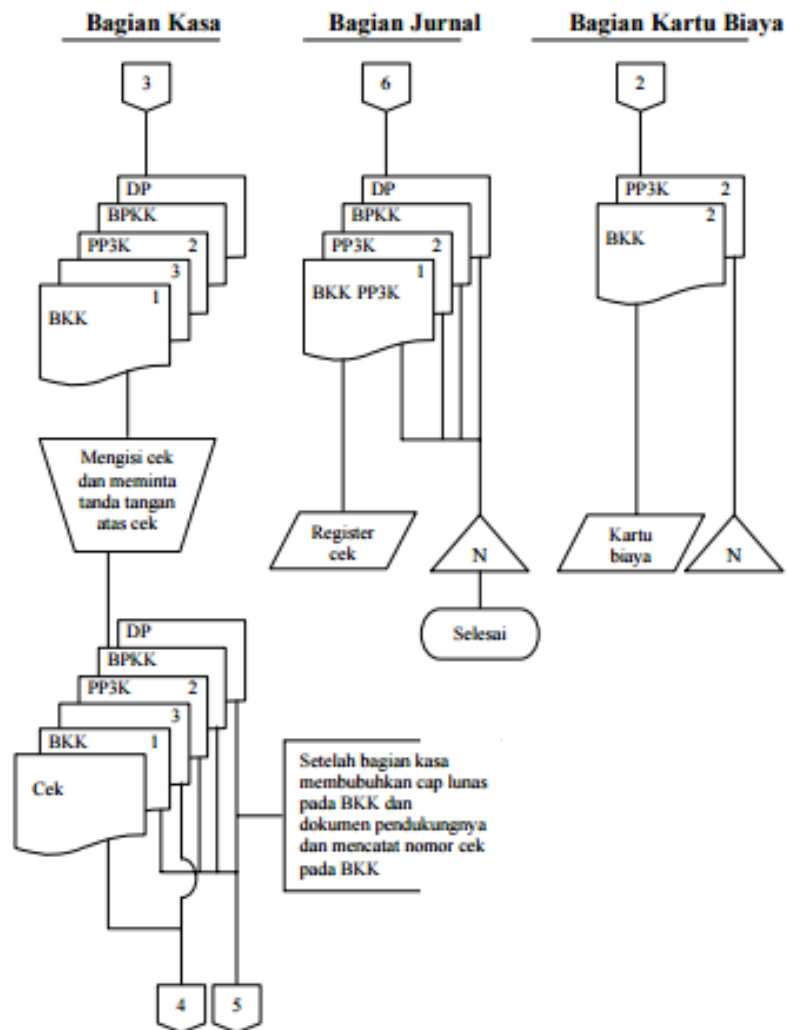 Bagian Kasa
Bagian Jurnal
Bagian Kartu Biaya
3
DP
BPKK
PP3K 2
3
1
BKK
Mengisi cek
dan meminta
tanda tangan
atas cek
DP
BPKK
PP3K 2
3
BKK 1
Cek
Setelah bagian kasa
membubuhkan cap lunas
pada BKK dan
dokumen pendukungnya
dan mencatat nomor cek
pada BKK
4
5
6
DP
BPKK
PP3K 2
1
BKK PP3K
Register
cek
N
Selesai
2
PP3K 2
2
BKK
Kartu
biaya
N